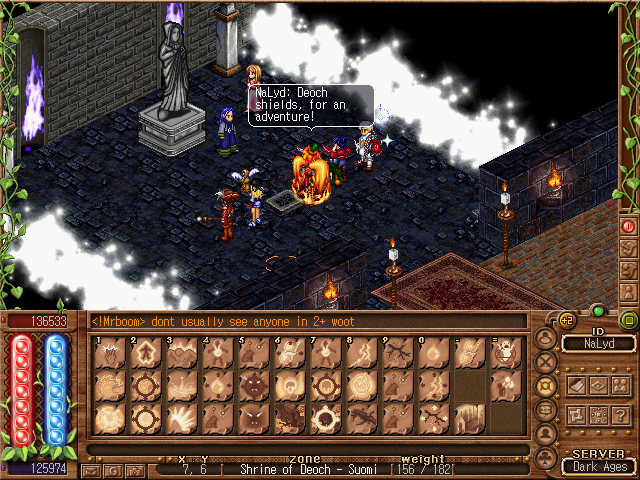 NaLyd: Deoch
shields, for an
adventure!
136533
<!Mrboom> dont usually see anyone in 2+ woot
+2
ID
NaLyd
1 2 3 4 5 6 7 8 9 0 - =
G
?
SERVER
Dark Ages
125974
x, y zone weight
7, 6 [ Shrine of Deoch - Suomi [156 / 182[